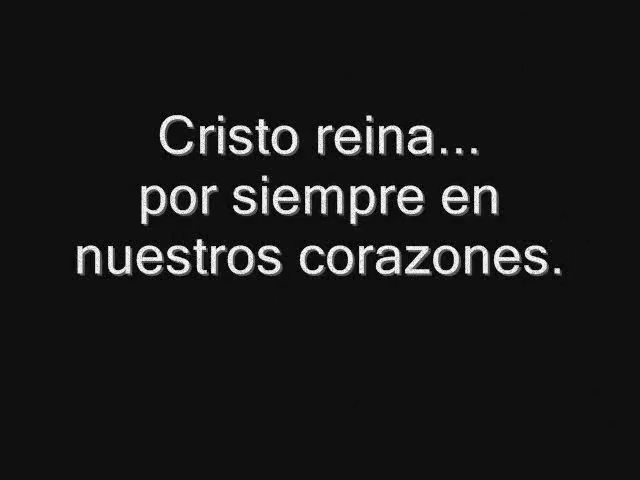 Cristo reina...
por siempre en
nuestros corazones.